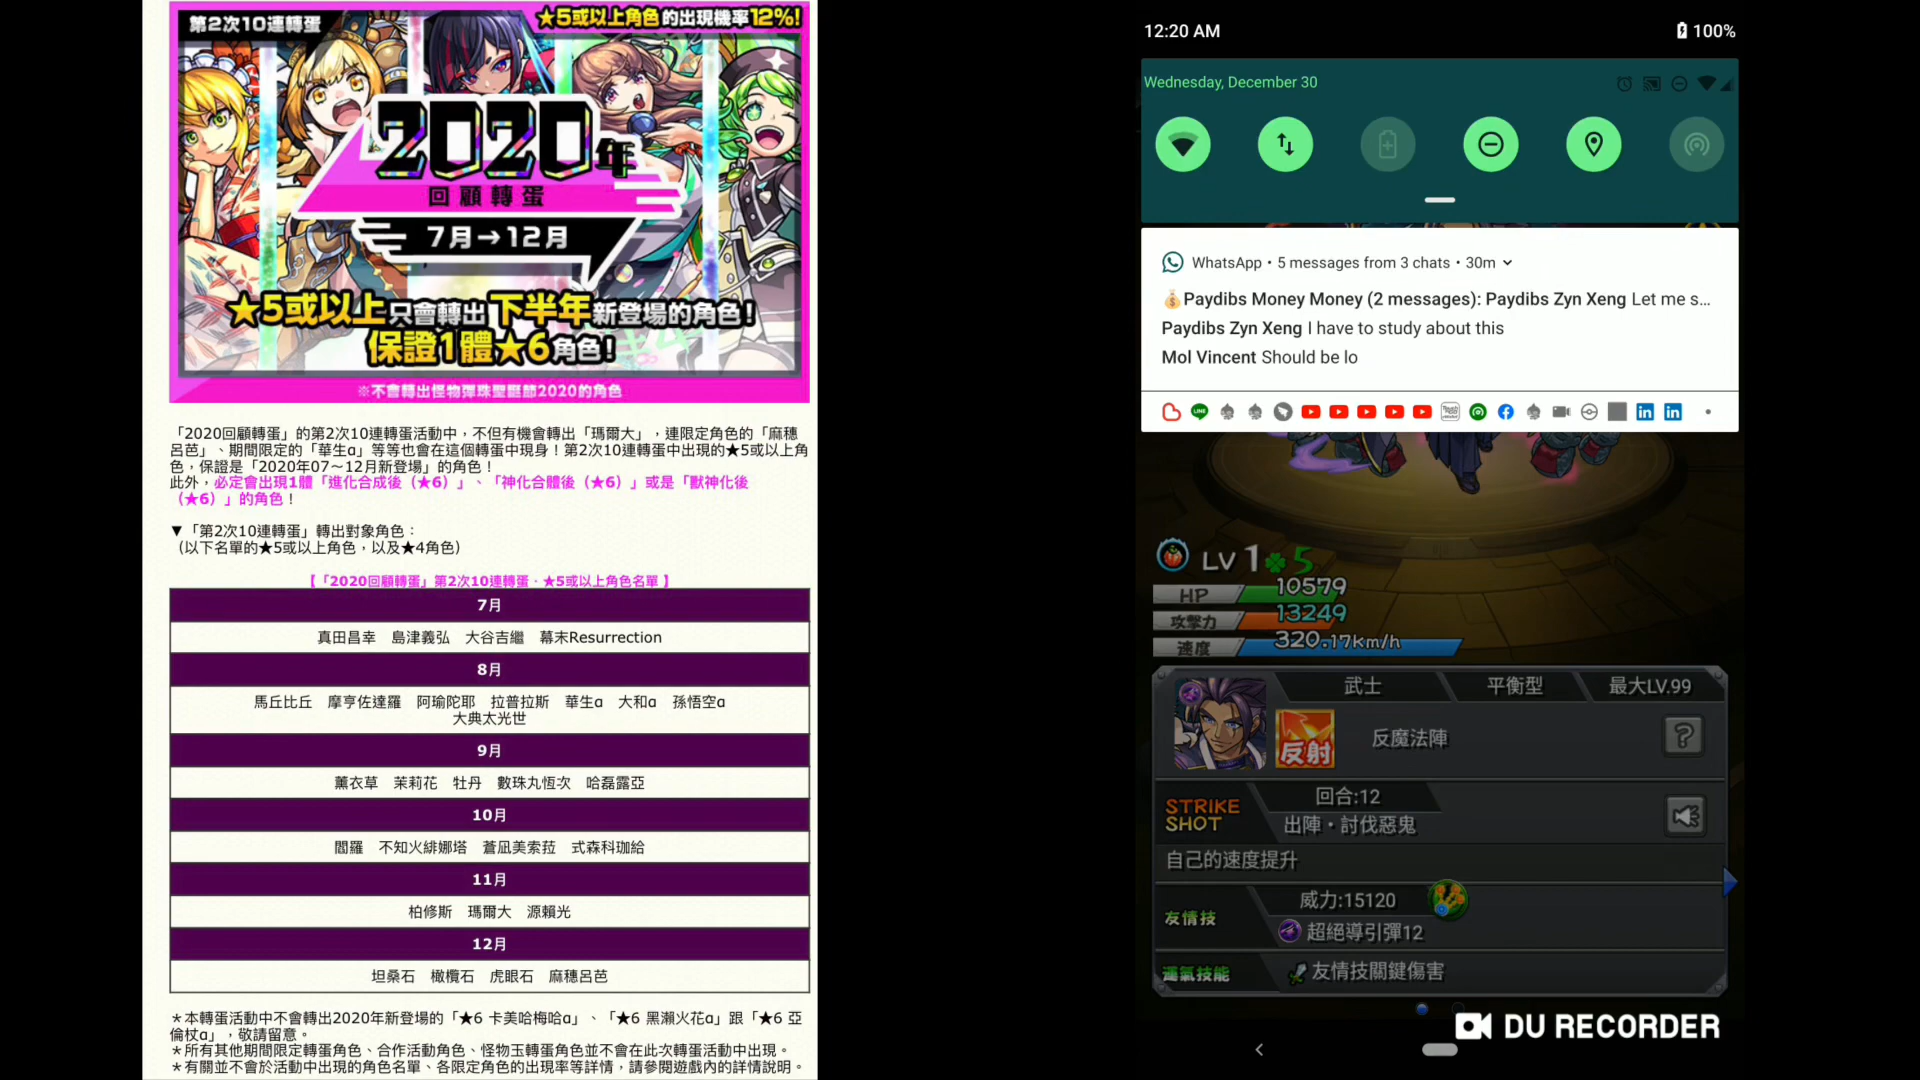 第2次10連轉蛋
★5或以上角色的出現機率12%!
2020年
回顧轉蛋
7月→12月
★5或以上只會轉出下半年新登場的角色!
保證1體★6角色!
※不會轉出怪物彈珠聖誕節2020的角色
「2020回顧轉蛋」的第2次10連轉蛋活動中，不但有機會轉出「瑪爾大」，連限定角色的「麻穗
呂芭」、期間限定的「華生α」等等也會在這個轉蛋中現身！第2次10連轉蛋中出現的★5或以上角
色，保證是「2020年07～12月新登場」的角色！
此外，必定會出現1體「進化合成後（★6）」、「神化合體後（★6）」或是「獸神化後
（★6）」的角色！
▼「第2次10連轉蛋」轉出對象角色：
（以下名單的★5或以上角色，以及★4角色）
【「2020回顧轉蛋」第2次10連轉蛋．★5或以上角色名單 】
7月
真田昌幸　島津義弘　大谷吉繼　幕末Resurrection
8月
馬丘比丘　摩亨佐達羅　阿瑜陀耶　拉普拉斯　華生α　大和α　孫悟空α
大典太光世
9月
薰衣草　茉莉花　牡丹　數珠丸恆次　哈磊露亞
10月
閻羅　不知火緋娜塔　蒼凪美索菈　式森科珈給
11月
柏修斯　瑪爾大　源賴光
12月
坦桑石　橄欖石　虎眼石　麻穗呂芭
＊本轉蛋活動中不會轉出2020年新登場的「★6 卡美哈梅哈α」、「★6 黑瀨火花α」跟「★6 亞
倫杖α」，敬請留意。
＊所有其他期間限定轉蛋角色、合作活動角色、怪物玉轉蛋角色並不會在此次轉蛋活動中出現。
＊有關並不會於活動中出現的角色名單、各限定角色的出現率等詳情，請參閱遊戲內的詳情說明。
12:20 AM
100%
Wednesday, December 30
WhatsApp • 5 messages from 3 chats • 30m
💰Paydibs Money Money (2 messages): Paydibs Zyn Xeng Let me s...
Paydibs Zyn Xeng I have to study about this
Mol Vincent Should be lo
LV 1 5
HP 10579
攻擊力 13249
速度 320.17km/h
武士 平衡型 最大LV.99
反射 反魔法陣 ?
STRIKE SHOT 回合:12
出陣・討伐惡鬼
自己的速度提升
友情技 威力:15120
超絕導引彈12
運氣技能 友情技關鍵傷害
DU RECORDER